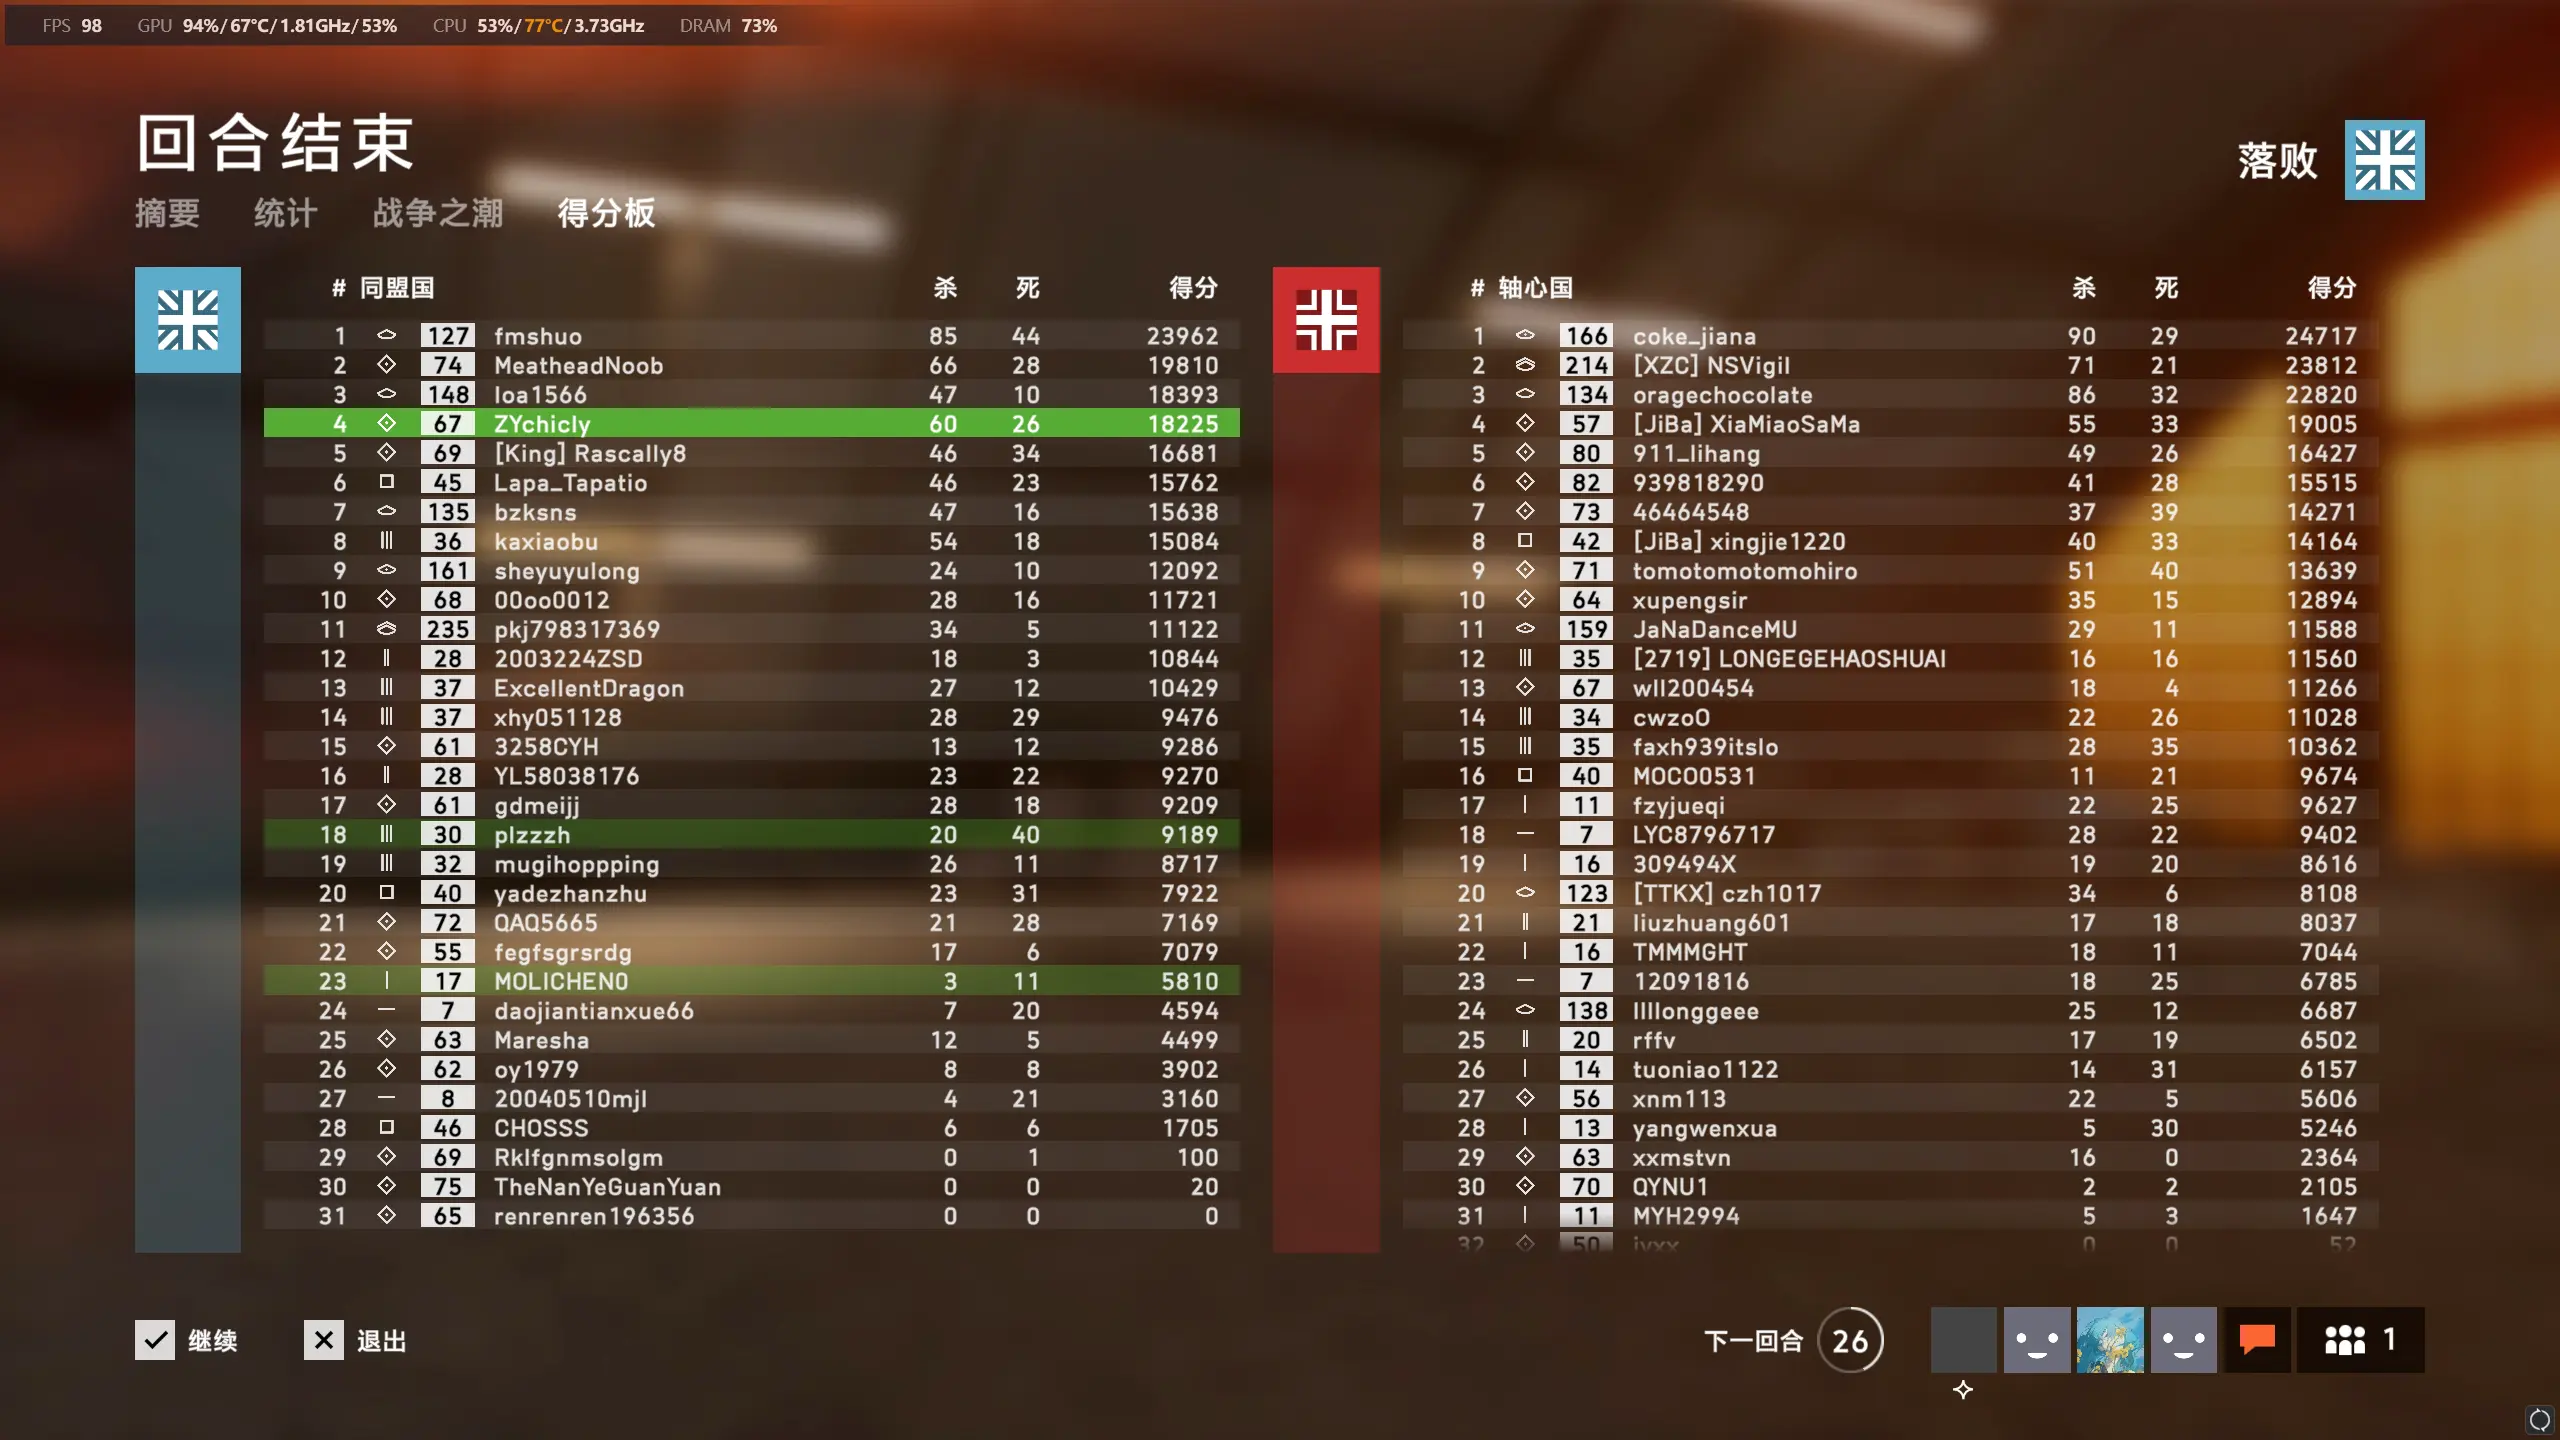 FPS 98 GPU 94%/67°C/1.81GHz/53% CPU 53%/77°C/3.73GHz DRAM 73%
回合结束
落败
摘要 统计 战争之潮 得分板
# 同盟国 杀 死 得分
1 127 fmshuo 85 44 23962
2 74 MeatheadNoob 66 28 19810
3 148 loa1566 47 10 18393
4 67 ZYchicly 60 26 18225
5 69 [King] Rascally8 46 34 16681
6 45 Lapa_Tapatio 46 23 15762
7 135 bzksns 47 16 15638
8 36 kaxiaobu 54 18 15084
9 161 sheyuyulong 24 10 12092
10 68 00oo0012 28 16 11721
11 235 pkj798317369 34 5 11122
12 28 2003224ZSD 18 3 10844
13 37 ExcellentDragon 27 12 10429
14 37 xhy051128 28 29 9476
15 61 3258CYH 13 12 9286
16 28 YL58038176 23 22 9270
17 61 gdmeijj 28 18 9209
18 30 plzzzh 20 40 9189
19 32 mugihoppping 26 11 8717
20 40 yadezhanzhu 23 31 7922
21 72 QAQ5665 21 28 7169
22 55 fegfsgrsrdg 17 6 7079
23 17 MOLICHEN0 3 11 5810
24 7 daojiantianxue66 7 20 4594
25 63 Maresha 12 5 4499
26 62 oy1979 8 8 3902
27 8 20040510mjl 4 21 3160
28 46 CHOSSS 6 6 1705
29 69 Rklfgnmsolgm 0 1 100
30 75 TheNanYeGuanYuan 0 0 20
31 65 renrenren196356 0 0 0
# 轴心国 杀 死 得分
1 166 coke_jiana 90 29 24717
2 214 [XZC] NSVigil 71 21 23812
3 134 oragechocolate 86 32 22820
4 57 [JiBa] XiaMiaoSaMa 55 33 19005
5 80 911_lihang 49 26 16427
6 82 939818290 41 28 15515
7 73 46464548 37 39 14271
8 42 [JiBa] xingjie1220 40 33 14164
9 71 tomotomotomohiro 51 40 13639
10 64 xupengsir 35 15 12894
11 159 JaNaDanceMU 29 11 11588
12 35 [2719] LONGEGEHAOSHUAI 16 16 11560
13 67 wll200454 18 4 11266
14 34 cwzoO 22 26 11028
15 35 faxh939itslo 28 35 10362
16 40 MOCO0531 11 21 9674
17 11 fzyjueqi 22 25 9627
18 7 LYC8796717 28 22 9402
19 16 309494X 19 20 8616
20 123 [TTKX] czh1017 34 6 8108
21 21 liuzhuang601 17 18 8037
22 16 TMMMGHT 18 11 7044
23 7 12091816 18 25 6785
24 138 llllonggeee 25 12 6687
25 20 rffv 17 19 6502
26 14 tuoniao1122 14 31 6157
27 56 xnm113 22 5 5606
28 13 yangwenxua 5 30 5246
29 63 xxmstvn 16 0 2364
30 70 QYNU1 2 2 2105
31 11 MYH2994 5 3 1647
32 50 0 0 52
继续 退出
下一回合 26
1